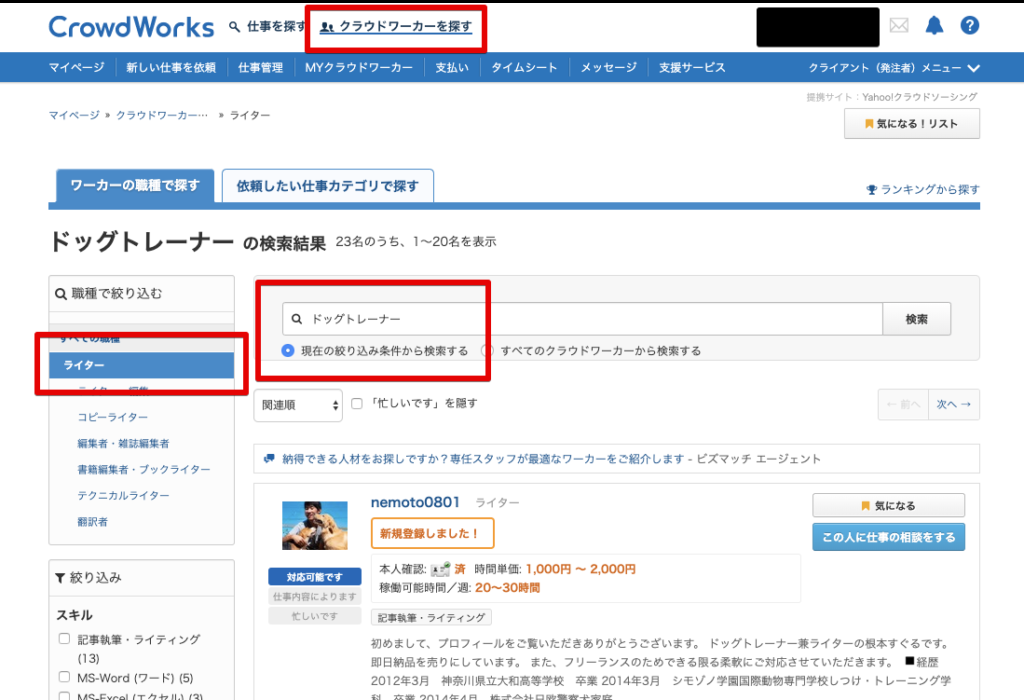 CrowdWorks 仕事を探す クラウドワーカーを探す
マイページ 新しい仕事を依頼 仕事管理 MYクラウドワーカー 支払い タイムシート メッセージ 支援サービス クライアント（発注者）メニュー
提携サイト：Yahoo!クラウドソーシング
マイページ » クラウドワーカー… » ライター
気になる！リスト
ワーカーの職種で探す 依頼したい仕事カテゴリで探す
ランキングから探す
ドッグトレーナー の検索結果 23名のうち、1〜20名を表示
職種で絞り込む
ドッグトレーナー 検索
すべての職種
現在の絞り込み条件から検索する すべてのクラウドワーカーから検索する
ライター
ライター・編集
関連順 「忙しいです」を隠す ← 前へ 次へ →
コピーライター
編集者・雑誌編集者
納得できる人材をお探しですか？専任スタッフが最適なワーカーをご紹介します - ビズマッチ エージェント
書籍編集者・ブックライター
テクニカルライター
翻訳者
nemoto0801 ライター
気になる
新規登録しました！
この人に仕事の相談をする
絞り込み
本人確認: 済 時間単価: 1,000円 〜 2,000円
対応可能です
稼働可能時間／週: 20〜30時間
仕事内容によります
スキル
忙しいです
記事執筆・ライティング
記事執筆・ライティング
(13)
初めまして、プロフィールをご覧いただきありがとうございます。 ドッグトレーナー兼ライターの根本すぐるです。
即日納品を売りにしています。 また、フリーランスのためできる限る柔軟にご対応させていただきます。 ■経歴
MS-Word (ワード) (5)
2012年3月 神奈川県立大和高等学校 卒業 2014年3月 シモゾノ学園国際動物専門学校しつけ・トレーニング学
MS-Excel (エクセル) (3)
科 卒業 2014年4月 株式会社日欧警察犬家庭